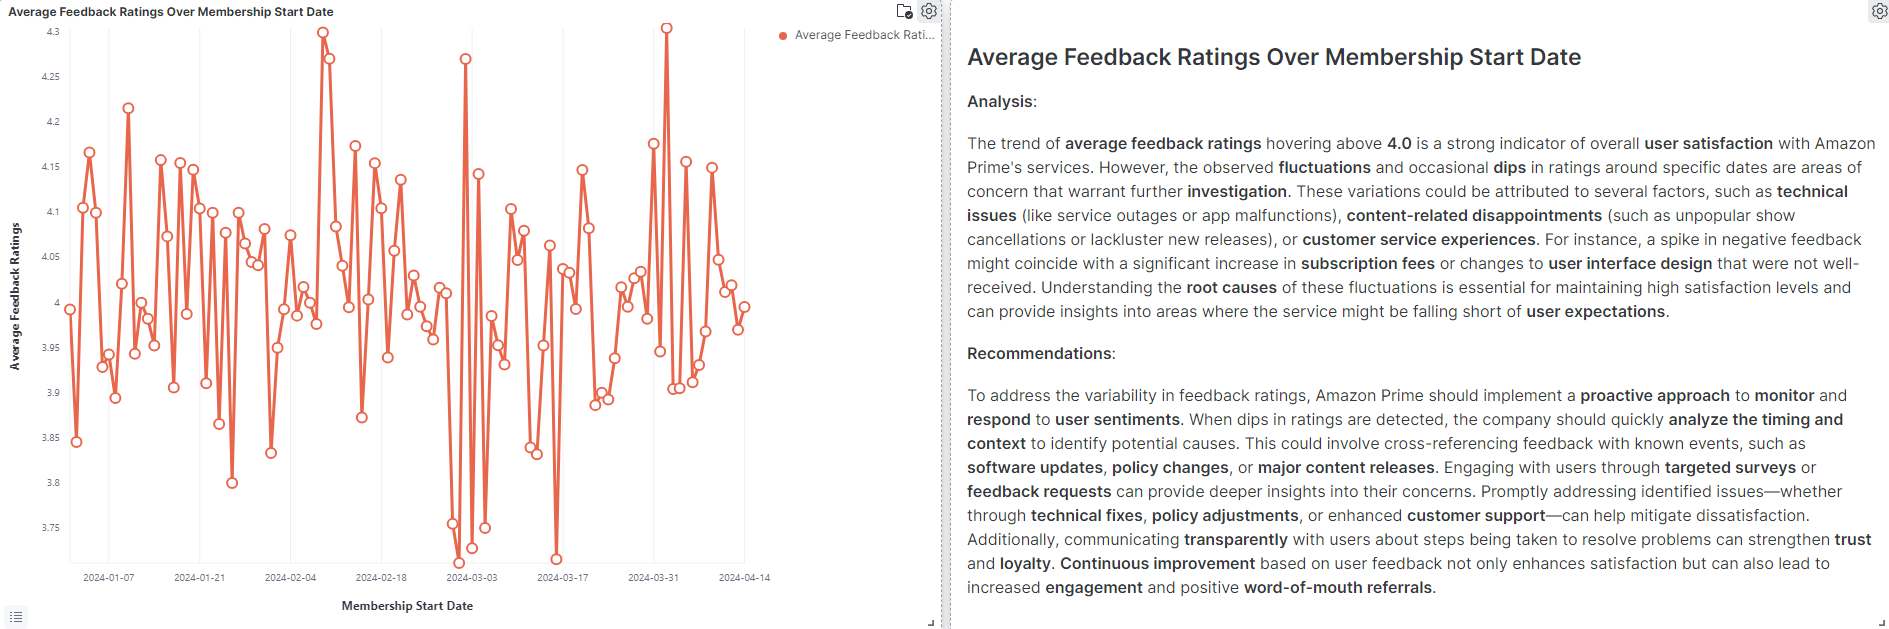 Average Feedback Ratings Over Membership Start Date
Average Feedback Rati...
4.3
4.25
4.2
4.15
4.1
4.05
4
3.95
3.9
3.85
3.8
3.75
Average Feedback Ratings
2024-01-07
2024-01-21
2024-02-04
2024-02-18
2024-03-03
2024-03-17
2024-03-31
2024-04-14
Membership Start Date
Average Feedback Ratings Over Membership Start Date
Analysis:
The trend of average feedback ratings hovering above 4.0 is a strong indicator of overall user satisfaction with Amazon
Prime's services. However, the observed fluctuations and occasional dips in ratings around specific dates are areas of
concern that warrant further investigation. These variations could be attributed to several factors, such as technical
issues (like service outages or app malfunctions), content-related disappointments (such as unpopular show
cancellations or lackluster new releases), or customer service experiences. For instance, a spike in negative feedback
might coincide with a significant increase in subscription fees or changes to user interface design that were not well-
received. Understanding the root causes of these fluctuations is essential for maintaining high satisfaction levels and
can provide insights into areas where the service might be falling short of user expectations.
Recommendations:
To address the variability in feedback ratings, Amazon Prime should implement a proactive approach to monitor and
respond to user sentiments. When dips in ratings are detected, the company should quickly analyze the timing and
context to identify potential causes. This could involve cross-referencing feedback with known events, such as
software updates, policy changes, or major content releases. Engaging with users through targeted surveys or
feedback requests can provide deeper insights into their concerns. Promptly addressing identified issues—whether
through technical fixes, policy adjustments, or enhanced customer support—can help mitigate dissatisfaction.
Additionally, communicating transparently with users about steps being taken to resolve problems can strengthen trust
and loyalty. Continuous improvement based on user feedback not only enhances satisfaction but can also lead to
increased engagement and positive word-of-mouth referrals.